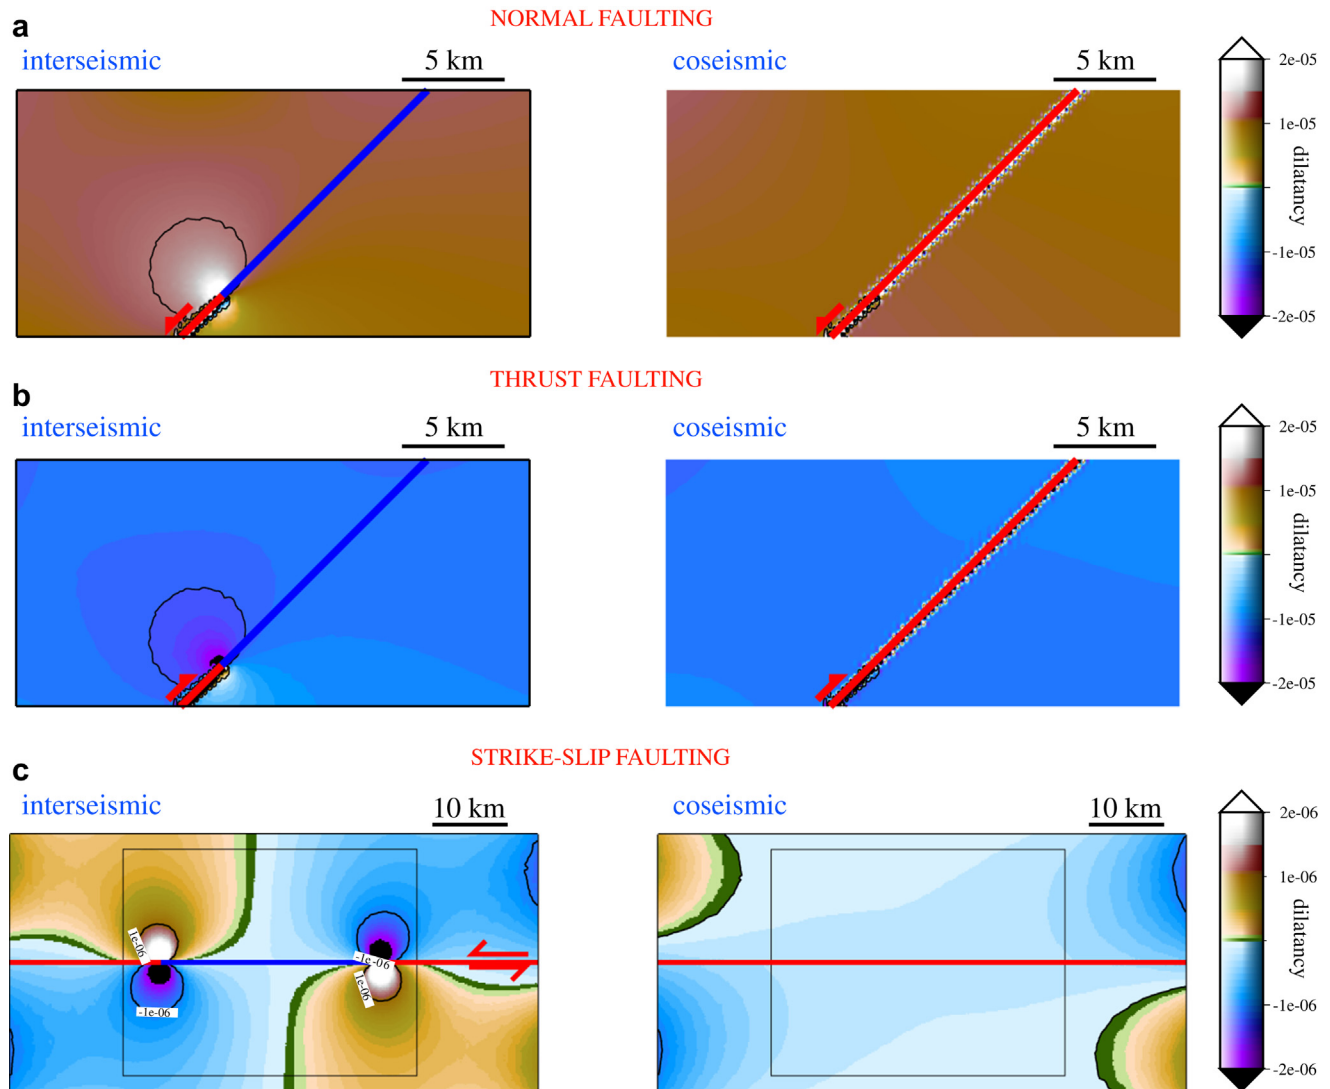 NORMAL FAULTING
a
interseismic
5 km
coseismic
5 km
2e-05
1e-05
-1e-05
-2e-05
dilatancy
THRUST FAULTING
b
interseismic
5 km
coseismic
5 km
2e-05
1e-05
-1e-05
-2e-05
dilatancy
STRIKE-SLIP FAULTING
c
interseismic
10 km
coseismic
10 km
1e-06
-1e-06
-1e-06
1e-06
2e-06
1e-06
-1e-06
-2e-06
dilatancy